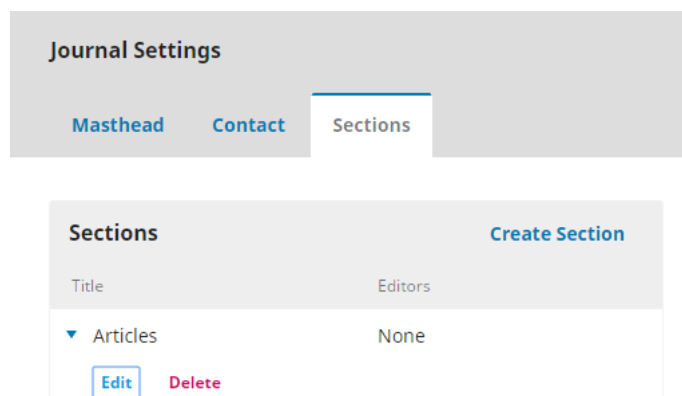 Journal Settings
Masthead Contact Sections
Sections Create Section
Title Editors
Articles None
Edit Delete